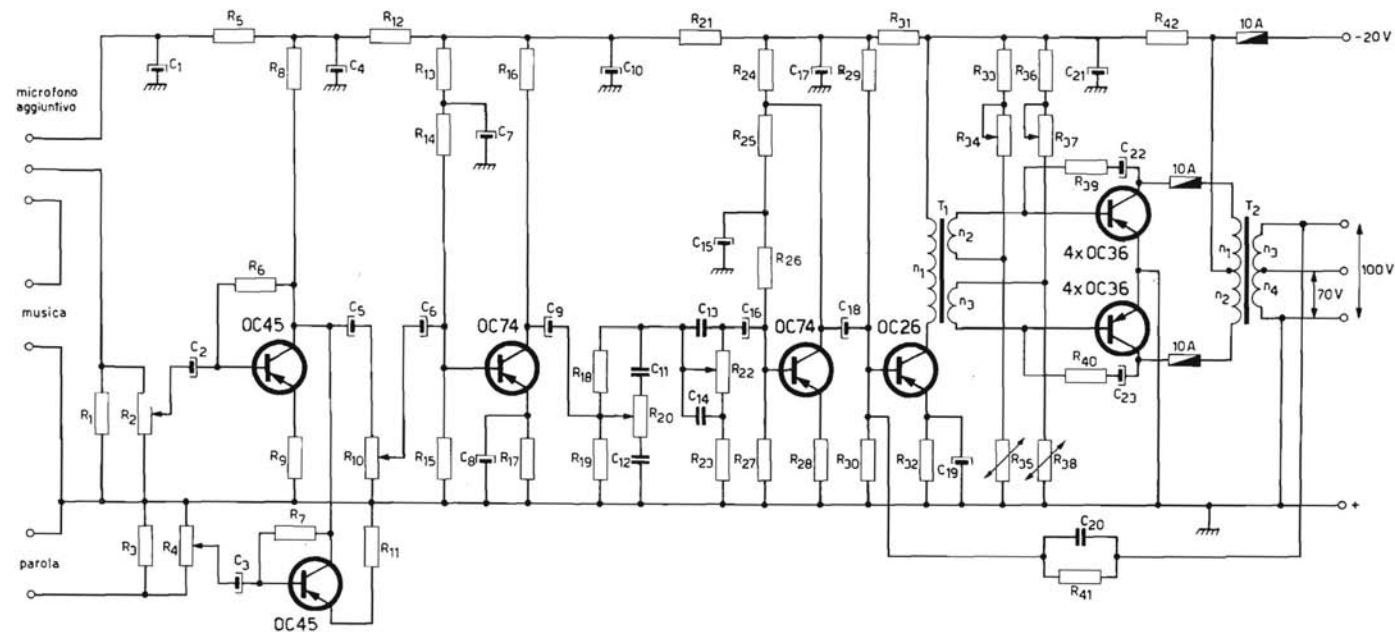 R5
R12
R21
R31
R42
10A
−20V
C1
R8
C4
R13
R16
C10
R24
C17
R29
R33
R36
C21
microfono
aggiuntivo
R14
C7
R25
R34
R37
C22
R39
10A
C15
R26
T1
n2
n1
n3
4xOC36
4xOC36
T2
n1
n2
n3
n4
100V
70V
musica
R6
C5
C6
C9
C13
C16
C18
OC45
OC74
OC74
OC26
R40
C23
10A
C2
R18
C11
R22
R1
R2
C14
R20
R9
R10
R15
C8
R17
R19
C12
R23
R27
R28
R30
R32
C19
R35
R38
+
R3
R4
R7
R11
C20
parola
C3
R41
OC45